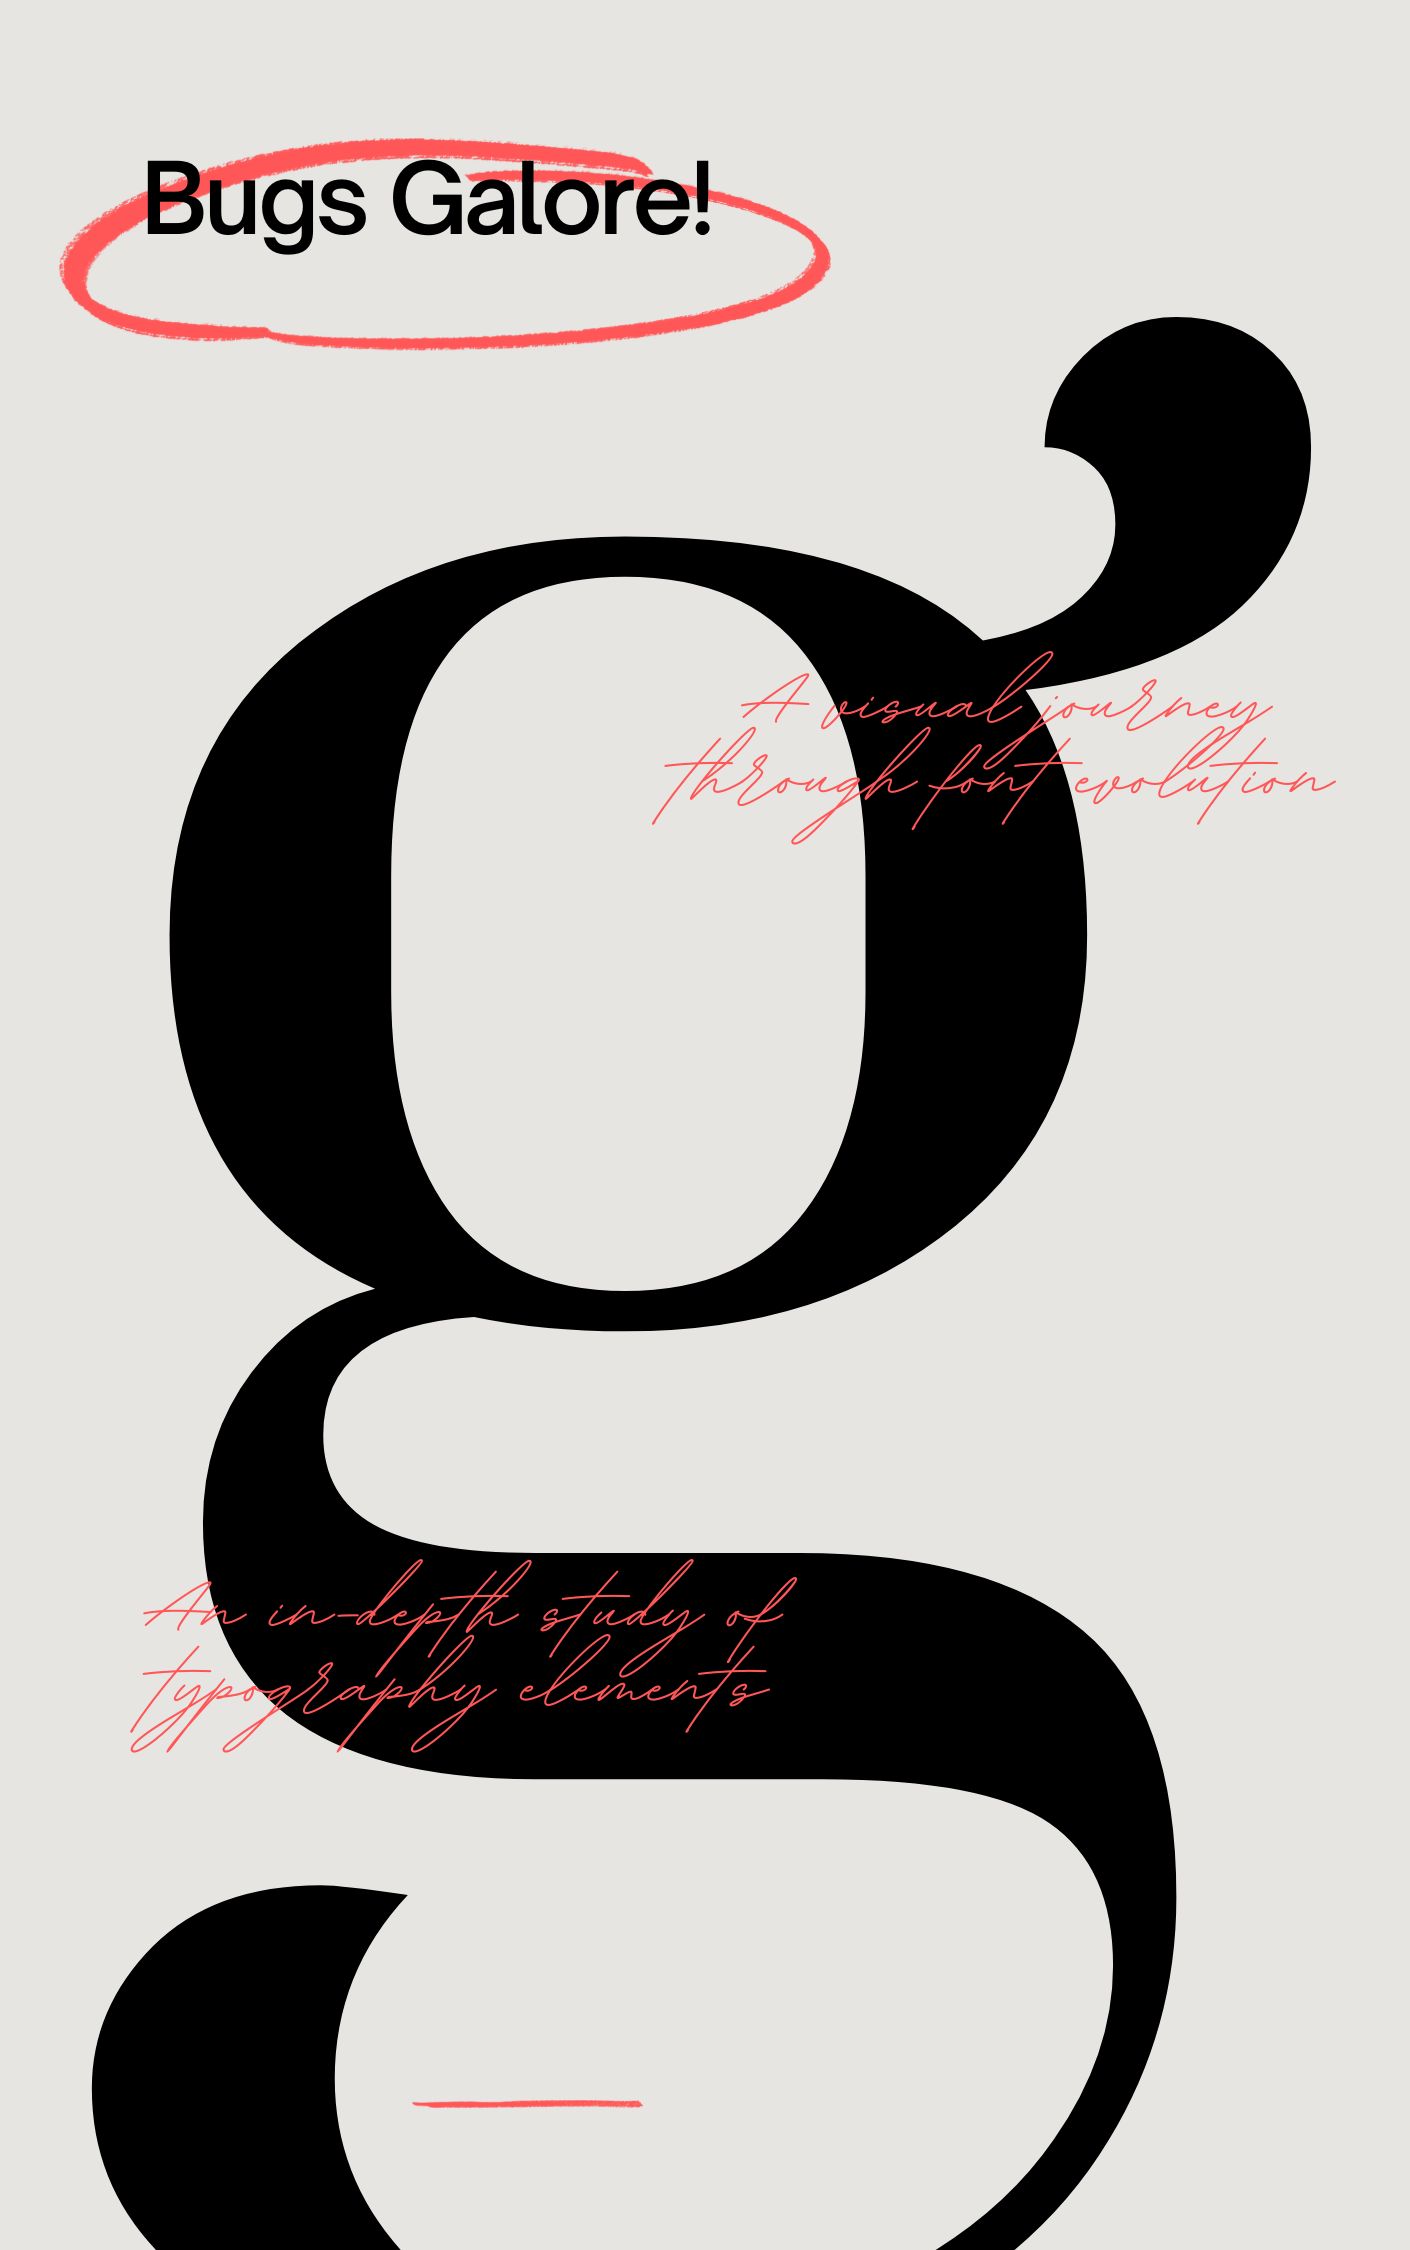 Bugs Galore!
g
A visual journey
through font evolution
An in-depth study of
typography elements